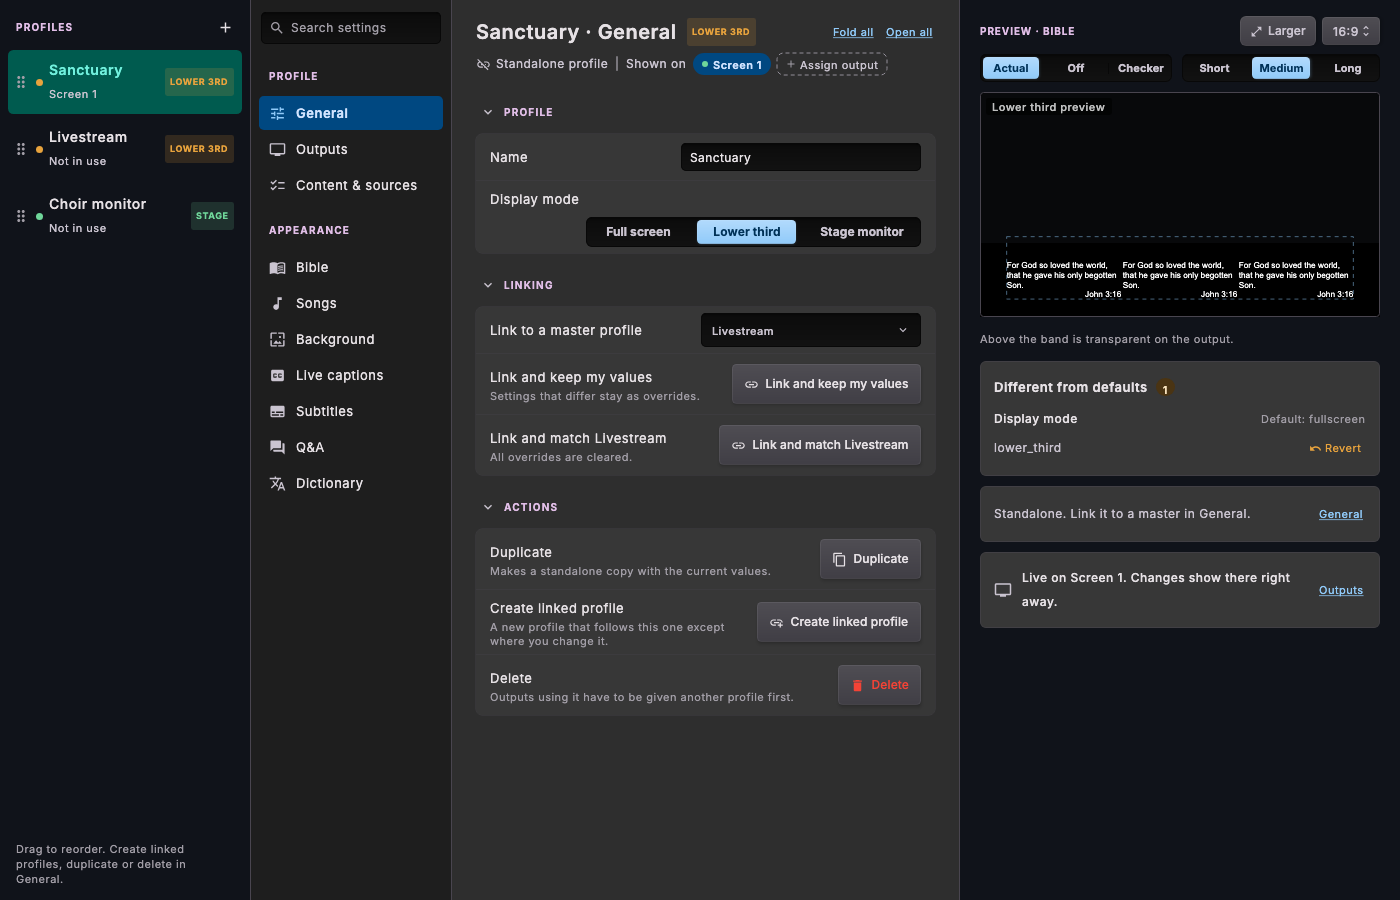 PROFILES
Sanctuary
Screen 1
LOWER 3RD
Livestream
Not in use
LOWER 3RD
Choir monitor
Not in use
STAGE
Drag to reorder. Create linked
profiles, duplicate or delete in
General.
Search settings
PROFILE
General
Outputs
Content & sources
APPEARANCE
Bible
Songs
Background
Live captions
Subtitles
Q&A
Dictionary
Sanctuary · General
LOWER 3RD
Fold all
Open all
Standalone profile | Shown on
Screen 1
Assign output
PROFILE
Name
Sanctuary
Display mode
Full screen
Lower third
Stage monitor
LINKING
Link to a master profile
Livestream
Link and keep my values
Settings that differ stay as overrides.
Link and keep my values
Link and match Livestream
All overrides are cleared.
Link and match Livestream
ACTIONS
Duplicate
Makes a standalone copy with the current values.
Duplicate
Create linked profile
A new profile that follows this one except
where you change it.
Create linked profile
Delete
Outputs using it have to be given another profile first.
Delete
PREVIEW · BIBLE
Larger
16:9
Actual
Off
Checker
Short
Medium
Long
Lower third preview
For God so loved the world,
that he gave his only begotten
Son.
John 3:16
For God so loved the world,
that he gave his only begotten
Son.
John 3:16
For God so loved the world,
that he gave his only begotten
Son.
John 3:16
Above the band is transparent on the output.
Different from defaults
1
Display mode
Default: fullscreen
lower_third
Revert
Standalone. Link it to a master in General.
General
Live on Screen 1. Changes show there right
away.
Outputs